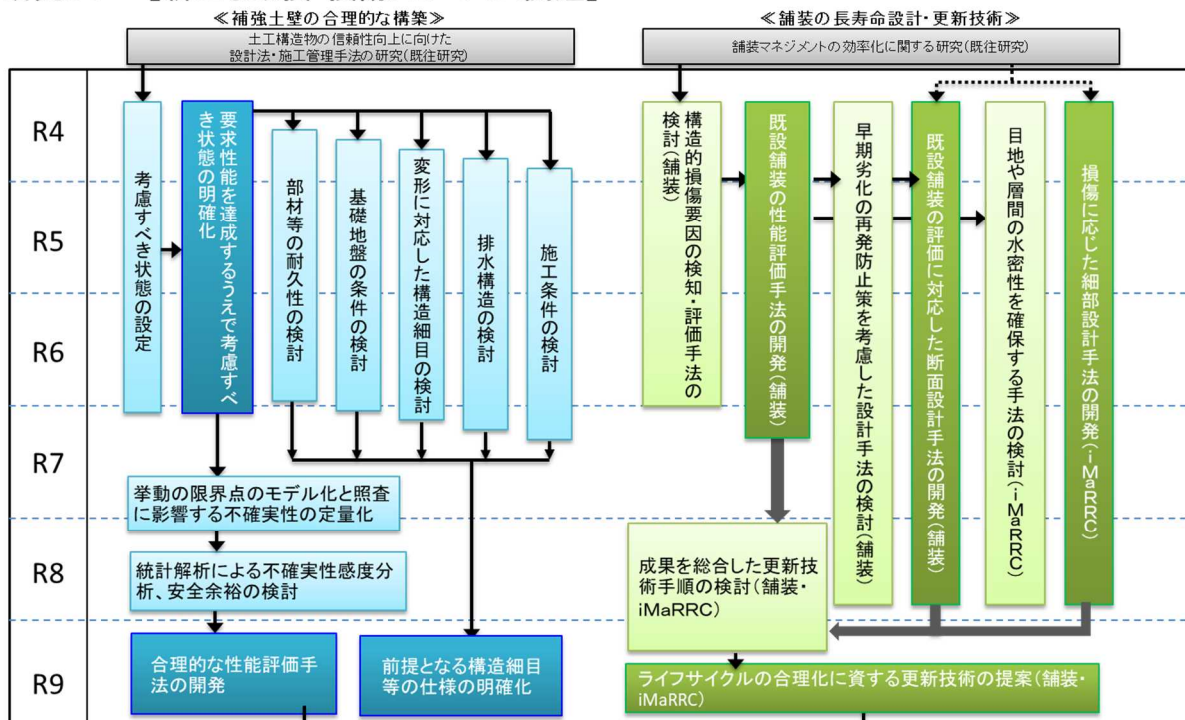 ≪補強土壁の合理的な構築≫
土工構造物の信頼性向上に向けた
設計法・施工管理手法の研究(既往研究)
≪舗装の長寿命設計・更新技術≫
舗装マネジメントの効率化に関する研究(既往研究)
R4
R5
R6
R7
R8
R9
考慮すべき状態の設定
要求性能を達成するうえで考慮すべ
き状態の明確化
部材等の耐久性の検討
基礎地盤の条件の検討
変形に対応した構造細目の検討
排水構造の検討
施工条件の検討
挙動の限界点のモデル化と照査
に影響する不確実性の定量化
統計解析による不確実性感度分
析、安全余裕の検討
合理的な性能評価手
法の開発
前提となる構造細目
等の仕様の明確化
構造的損傷要因の検知・評価手法の
検討(舗装)
既設舗装の性能評価手法の開発(舗装)
早期劣化の再発防止策を考慮した設計手法の検討(舗装)
既設舗装の評価に対応した断面設計手法の開発(舗装)
目地や層間の水密性を確保する手法の検討(iMaRRC)
損傷に応じた細部設計手法の開発(iMaRRC)
成果を総合した更新技
術手順の検討(舗装・
iMaRRC)
ライフサイクルの合理化に資する更新技術の提案(舗装・
iMaRRC)